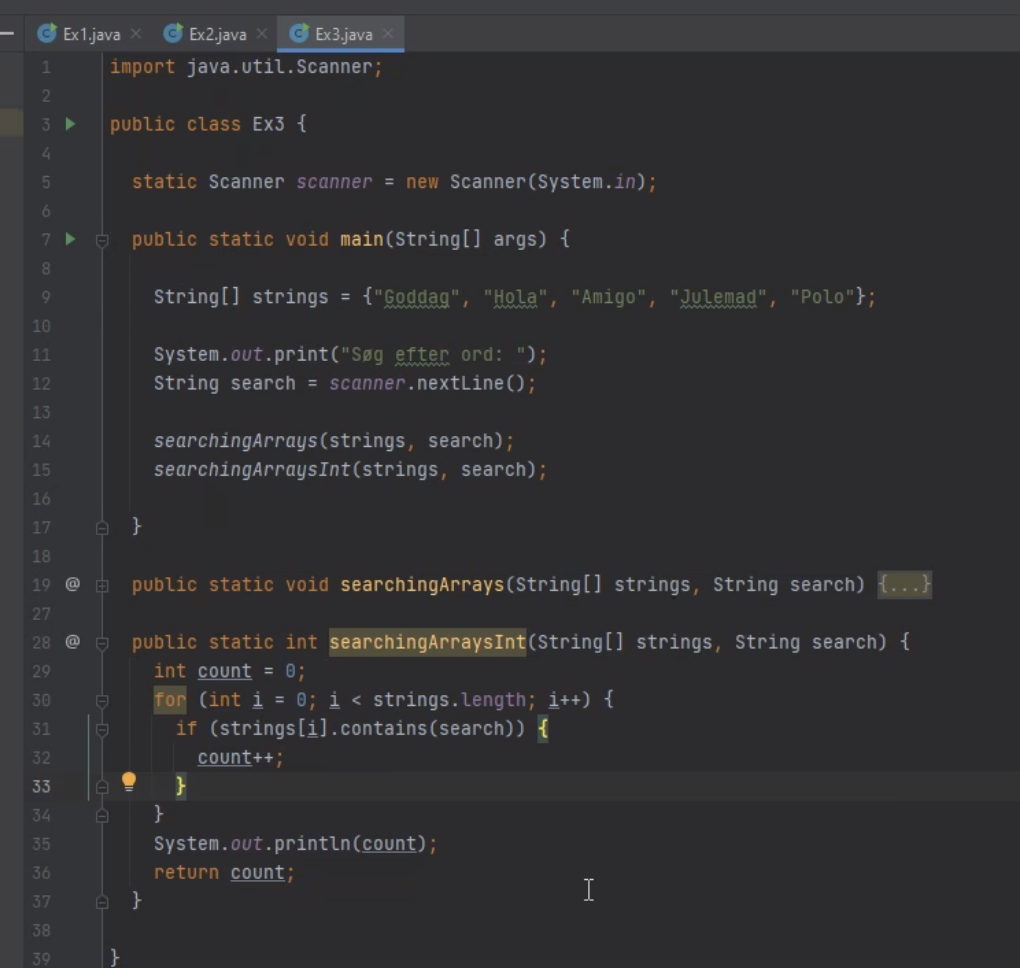 Ex1.java Ex2.java Ex3.java
1 import java.util.Scanner;
2
3 public class Ex3 {
4
5 static Scanner scanner = new Scanner(System.in);
6
7 public static void main(String[] args) {
8
9 String[] strings = {"Goddag", "Hola", "Amigo", "Julemad", "Polo"};
10
11 System.out.print("Søg efter ord: ");
12 String search = scanner.nextLine();
13
14 searchingArrays(strings, search);
15 searchingArraysInt(strings, search);
16
17 }
18
19 @ public static void searchingArrays(String[] strings, String search) {...}
27
28 @ public static int searchingArraysInt(String[] strings, String search) {
29 int count = 0;
30 for (int i = 0; i < strings.length; i++) {
31 if (strings[i].contains(search)) {
32 count++;
33 }
34 }
35 System.out.println(count);
36 return count;
37 }
38
39 }